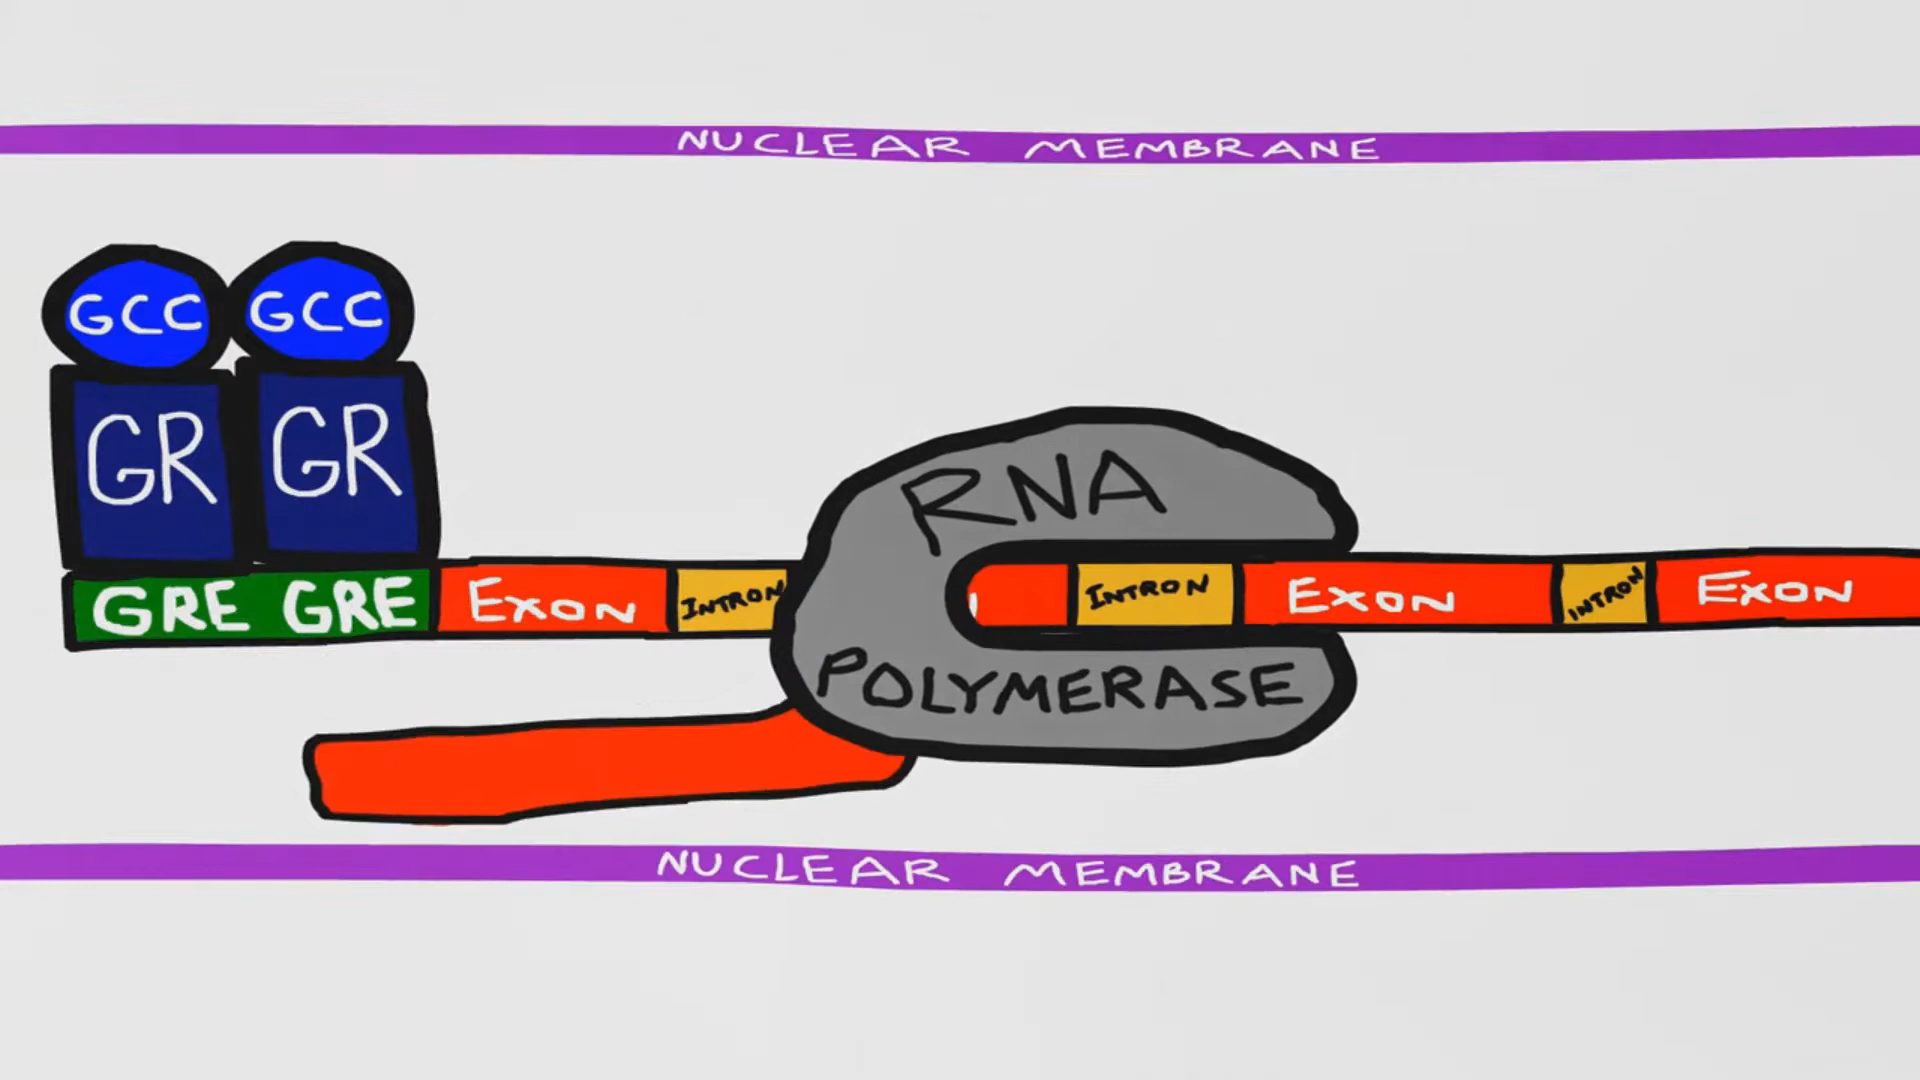 NUCLEAR MEMBRANE
GCC GCC
GR GR
RNA
GRE GRE EXON INTRON INTRON EXON INTRON EXON
POLYMERASE
NUCLEAR MEMBRANE